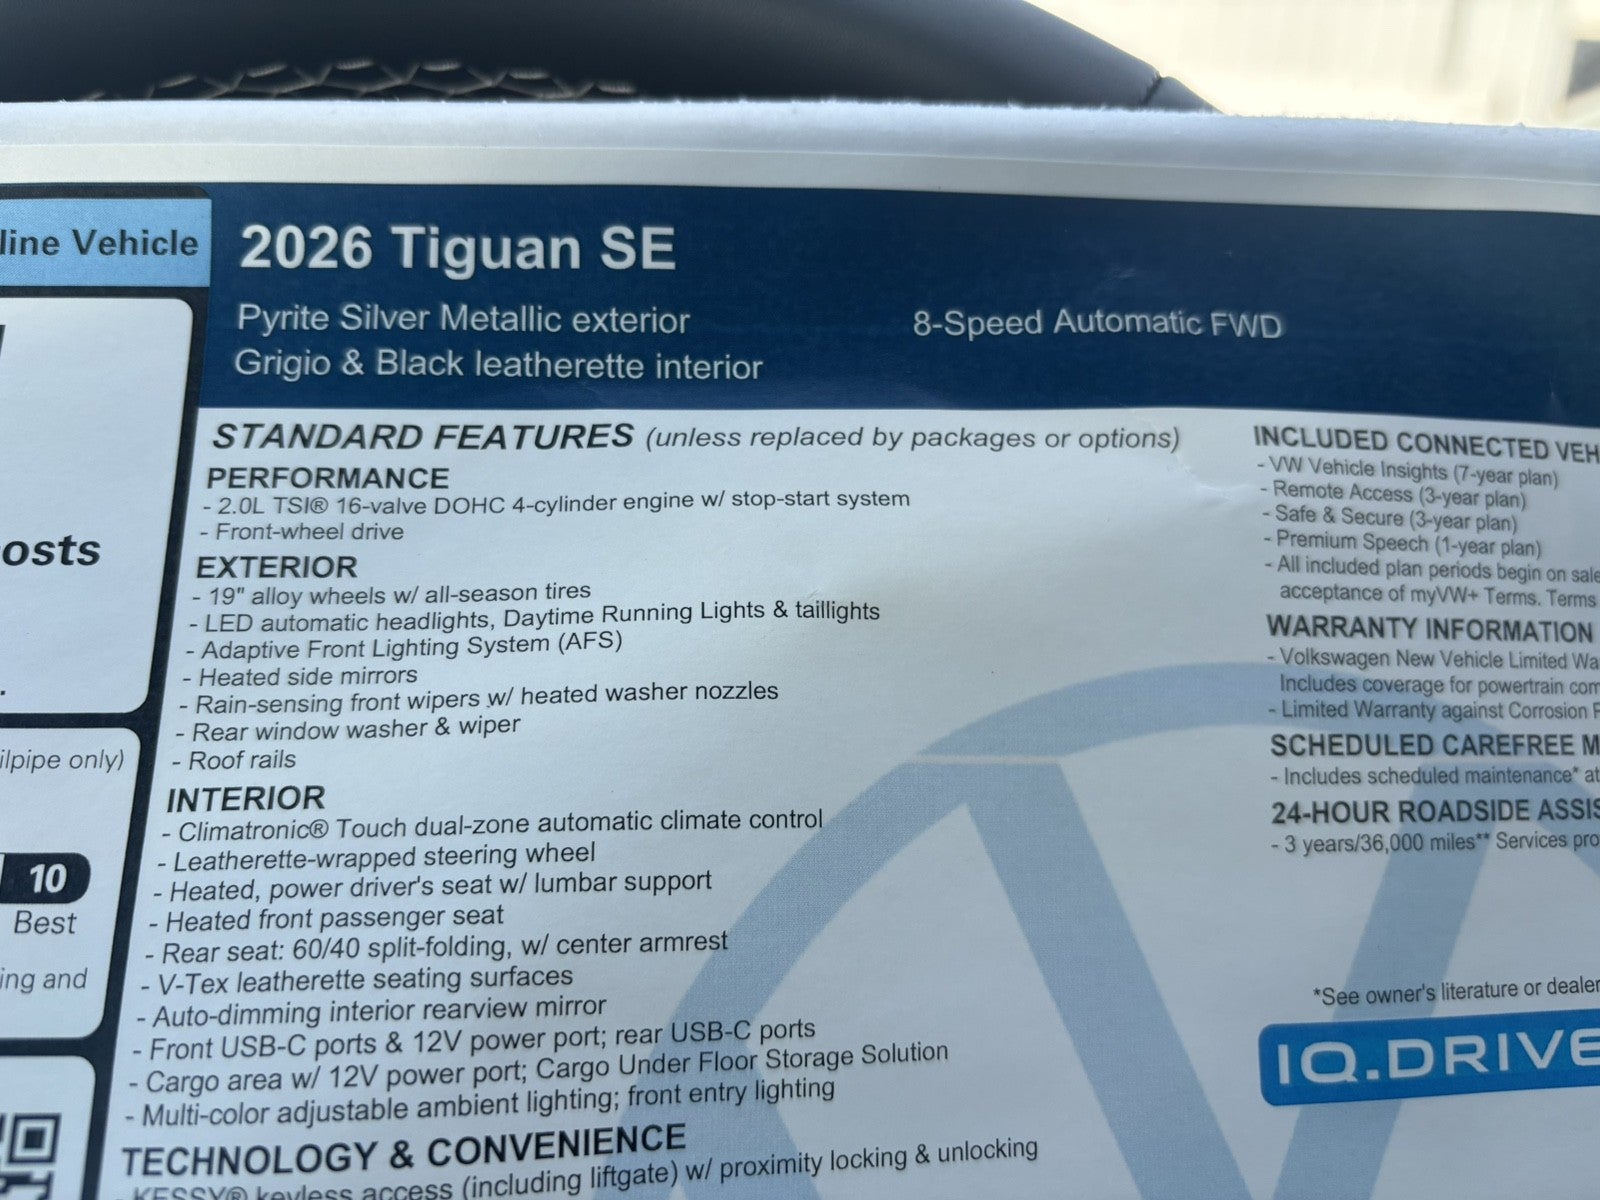 line Vehicle
2026 Tiguan SE
Pyrite Silver Metallic exterior
8-Speed Automatic FWD
Grigio & Black leatherette interior
osts
ilpipe only)
10
Best
ing and
STANDARD FEATURES (unless replaced by packages or options)
PERFORMANCE
- 2.0L TSI® 16-valve DOHC 4-cylinder engine w/ stop-start system
- Front-wheel drive
EXTERIOR
- 19" alloy wheels w/ all-season tires
- LED automatic headlights, Daytime Running Lights & taillights
- Adaptive Front Lighting System (AFS)
- Heated side mirrors
- Rain-sensing front wipers w/ heated washer nozzles
- Rear window washer & wiper
- Roof rails
INTERIOR
- Climatronic® Touch dual-zone automatic climate control
- Leatherette-wrapped steering wheel
- Heated, power driver's seat w/ lumbar support
- Heated front passenger seat
- Rear seat: 60/40 split-folding, w/ center armrest
- V-Tex leatherette seating surfaces
- Auto-dimming interior rearview mirror
- Front USB-C ports & 12V power port; rear USB-C ports
- Cargo area w/ 12V power port; Cargo Under Floor Storage Solution
- Multi-color adjustable ambient lighting; front entry lighting
TECHNOLOGY & CONVENIENCE
- KESSY® keyless access (including liftgate) w/ proximity locking & unlocking
INCLUDED CONNECTED VEH
- VW Vehicle Insights (7-year plan)
- Remote Access (3-year plan)
- Safe & Secure (3-year plan)
- Premium Speech (1-year plan)
- All included plan periods begin on sale
acceptance of myVW+ Terms. Terms
WARRANTY INFORMATION
- Volkswagen New Vehicle Limited Wa
Includes coverage for powertrain com
- Limited Warranty against Corrosion P
SCHEDULED CAREFREE M
- Includes scheduled maintenance* at
24-HOUR ROADSIDE ASSIS
- 3 years/36,000 miles** Services pro
*See owner's literature or dealer
IQ.DRIVE